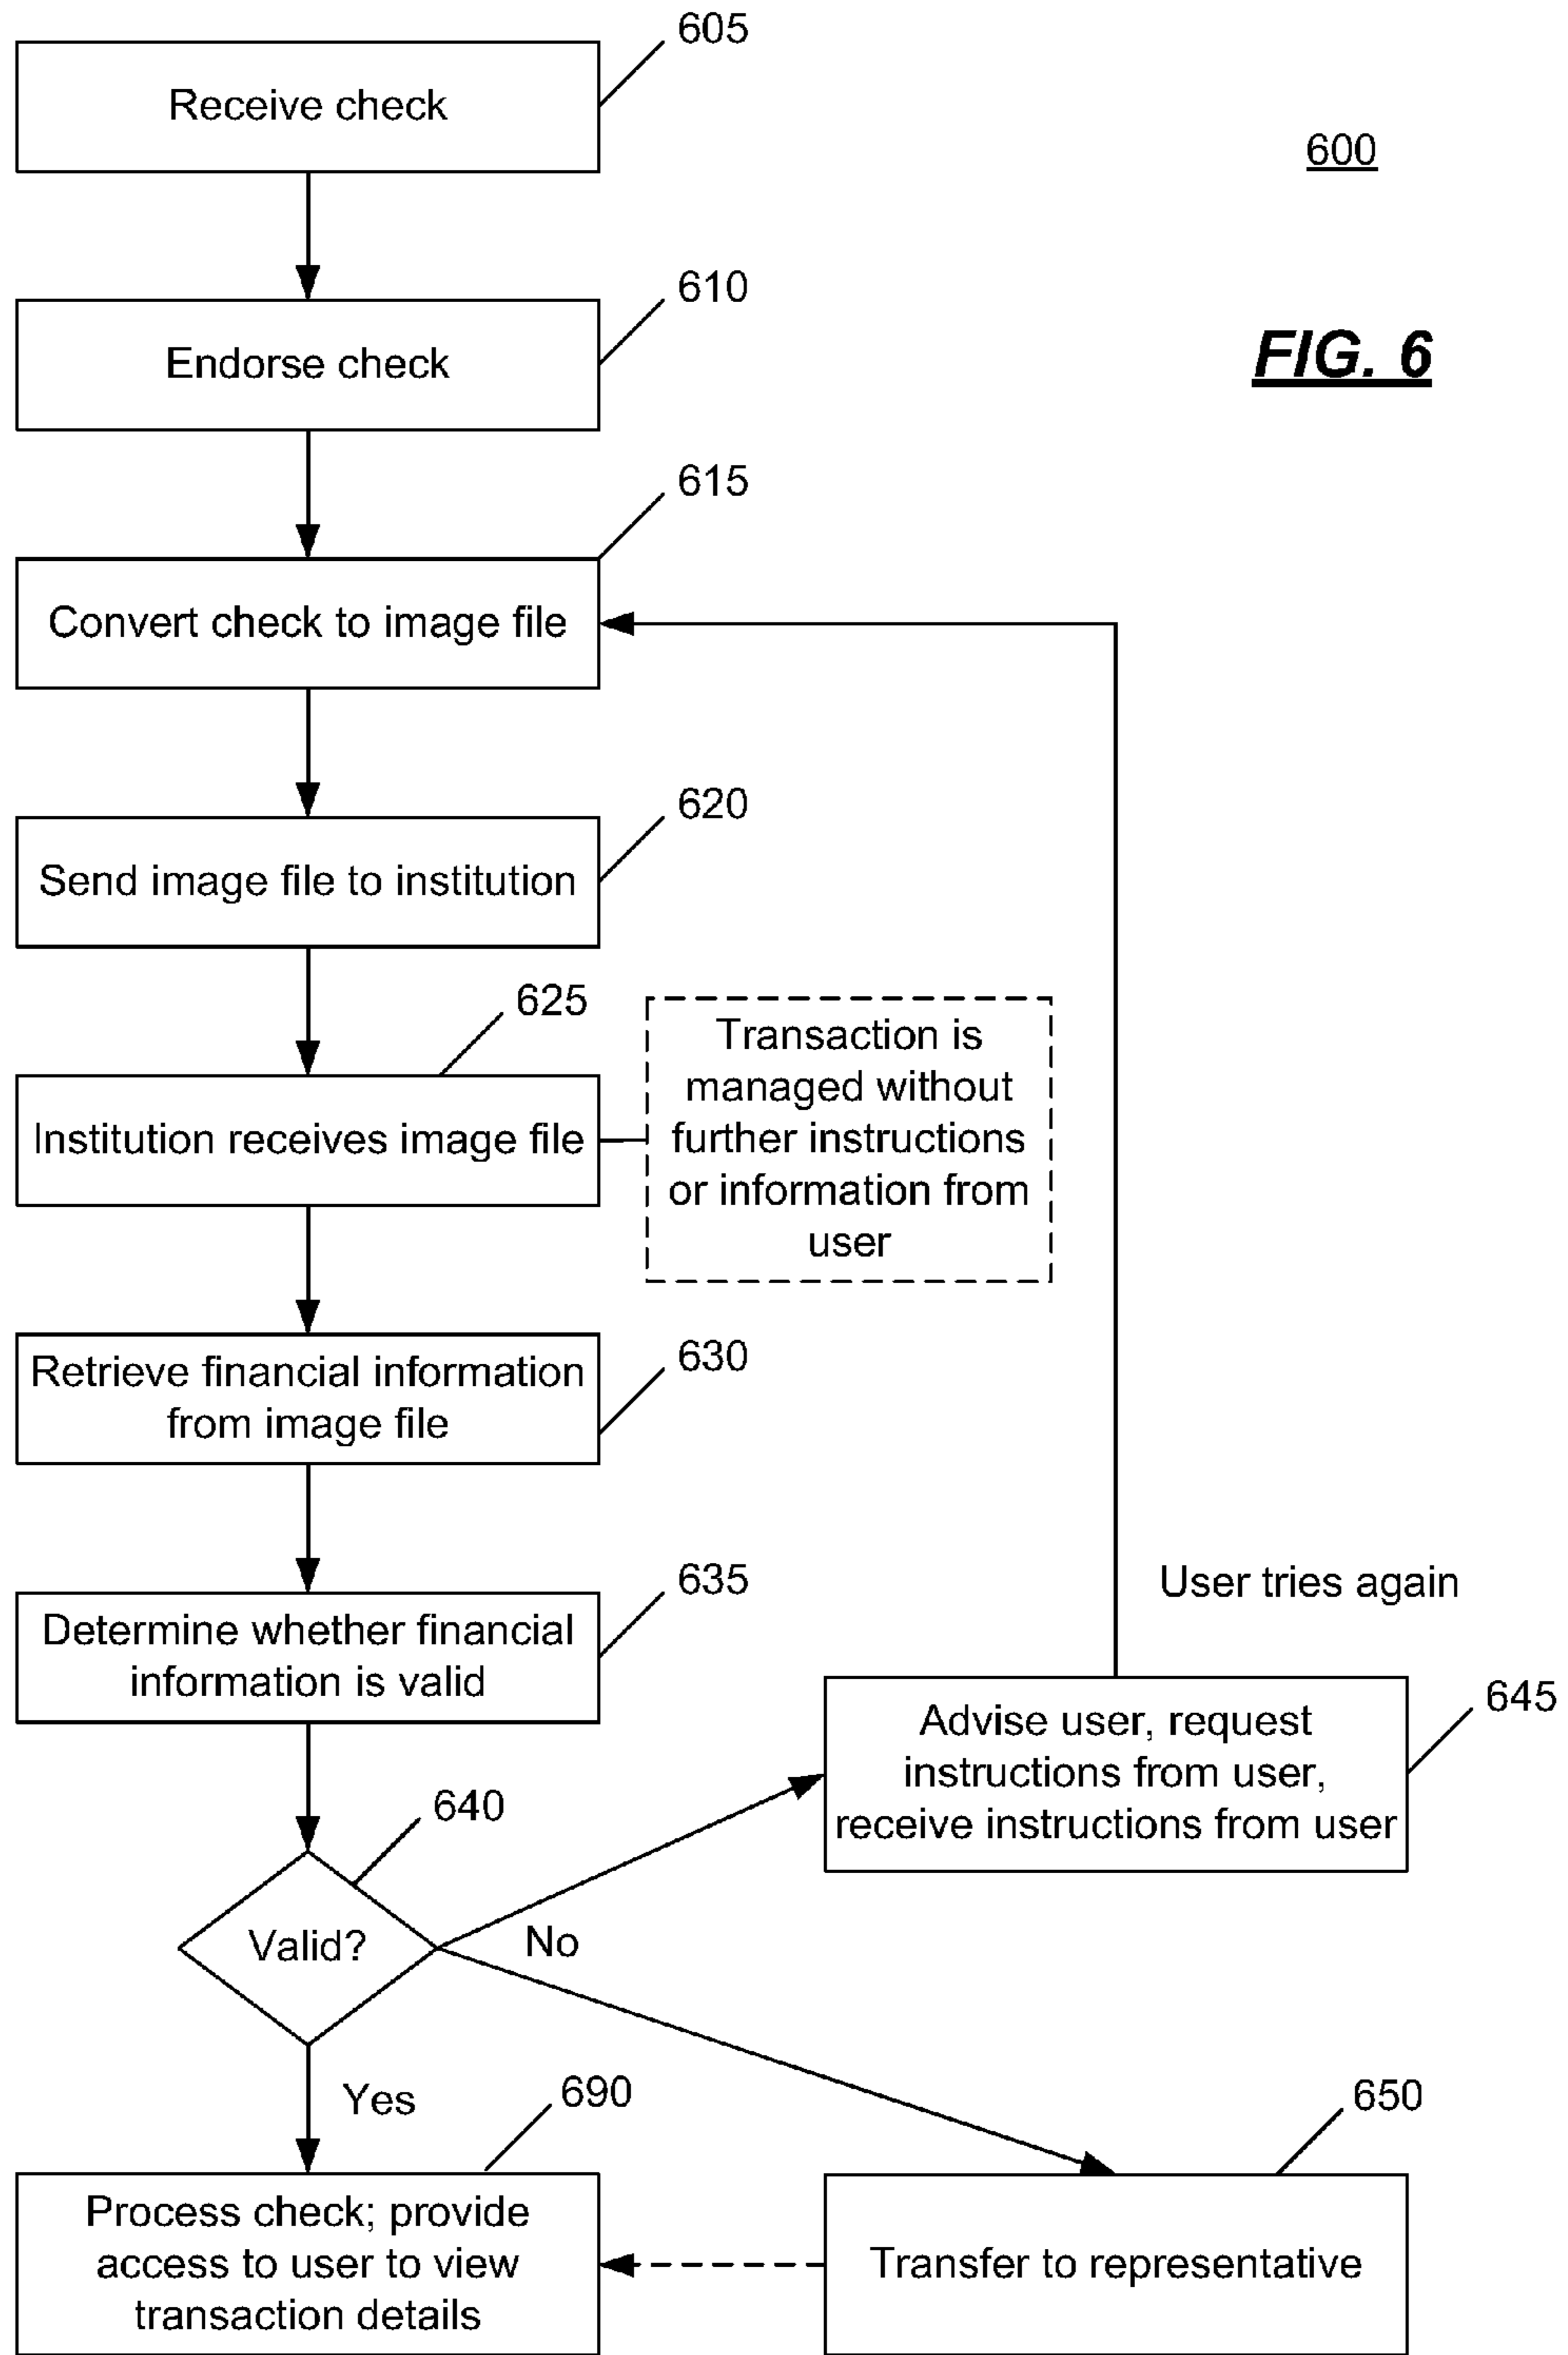 605
Receive check
600
610
Endorse check
FIG. 6
615
Convert check to image file
620
Send image file to institution
625
Institution receives image file
Transaction is
managed without
further instructions
or information from
user
630
Retrieve financial information
from image file
635
Determine whether financial
information is valid
User tries again
645
Advise user, request
instructions from user,
receive instructions from user
640
Valid?
No
Yes
690
Process check; provide
access to user to view
transaction details
650
Transfer to representative